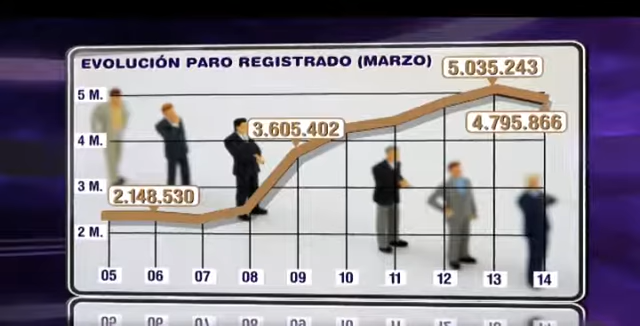 EVOLUCIÓN PARO REGISTRADO (MARZO)
5.035.243
5 M.
3.605.402
4.795.866
4 M.
3 M.
2.148.530
2 M.
05 06 07 08 09 10 11 12 13 14